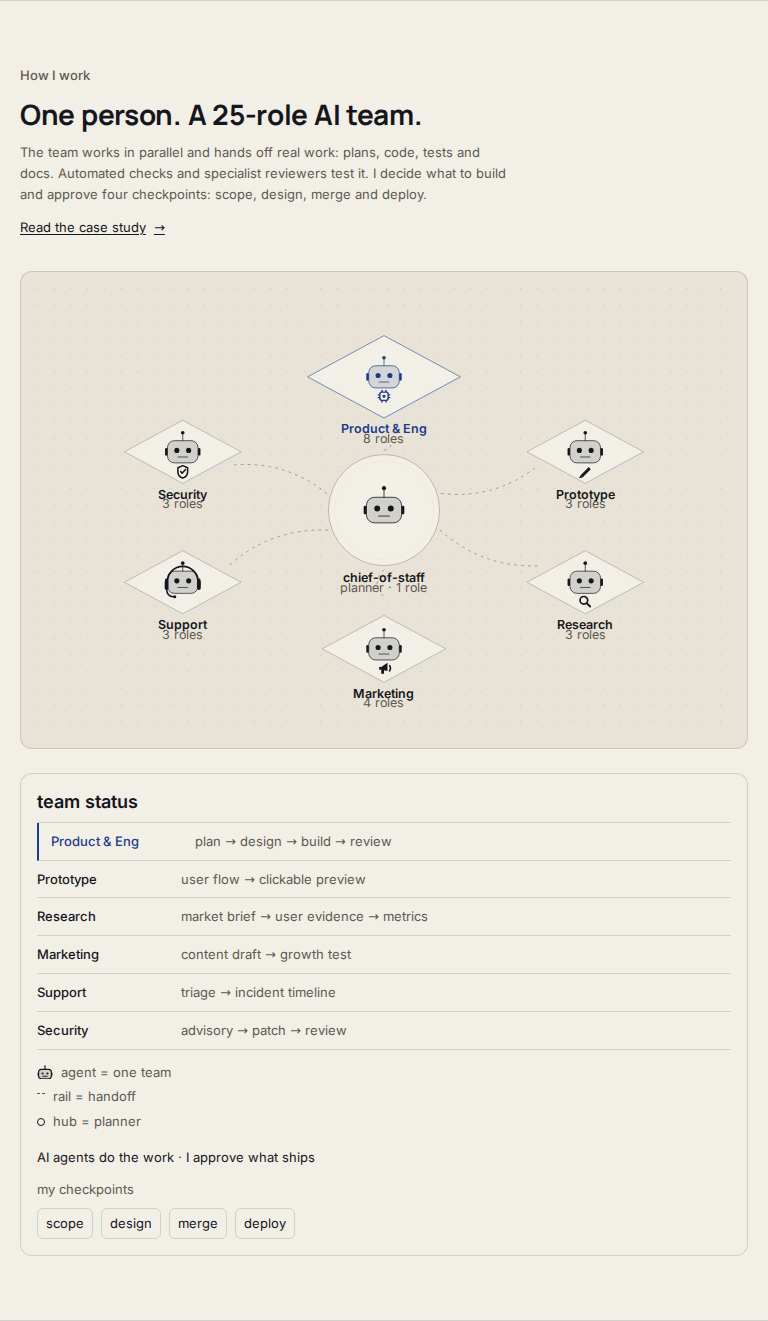 How I work
One person. A 25-role AI team.
The team works in parallel and hands off real work: plans, code, tests and
docs. Automated checks and specialist reviewers test it. I decide what to build
and approve four checkpoints: scope, design, merge and deploy.
Read the case study →
Product & Eng
8 roles
Security
3 roles
Prototype
3 roles
chief-of-staff
planner · 1 role
Support
3 roles
Research
3 roles
Marketing
4 roles
team status
Product & Eng plan → design → build → review
Prototype user flow → clickable preview
Research market brief → user evidence → metrics
Marketing content draft → growth test
Support triage → incident timeline
Security advisory → patch → review
agent = one team
rail = handoff
hub = planner
AI agents do the work · I approve what ships
my checkpoints
scope design merge deploy